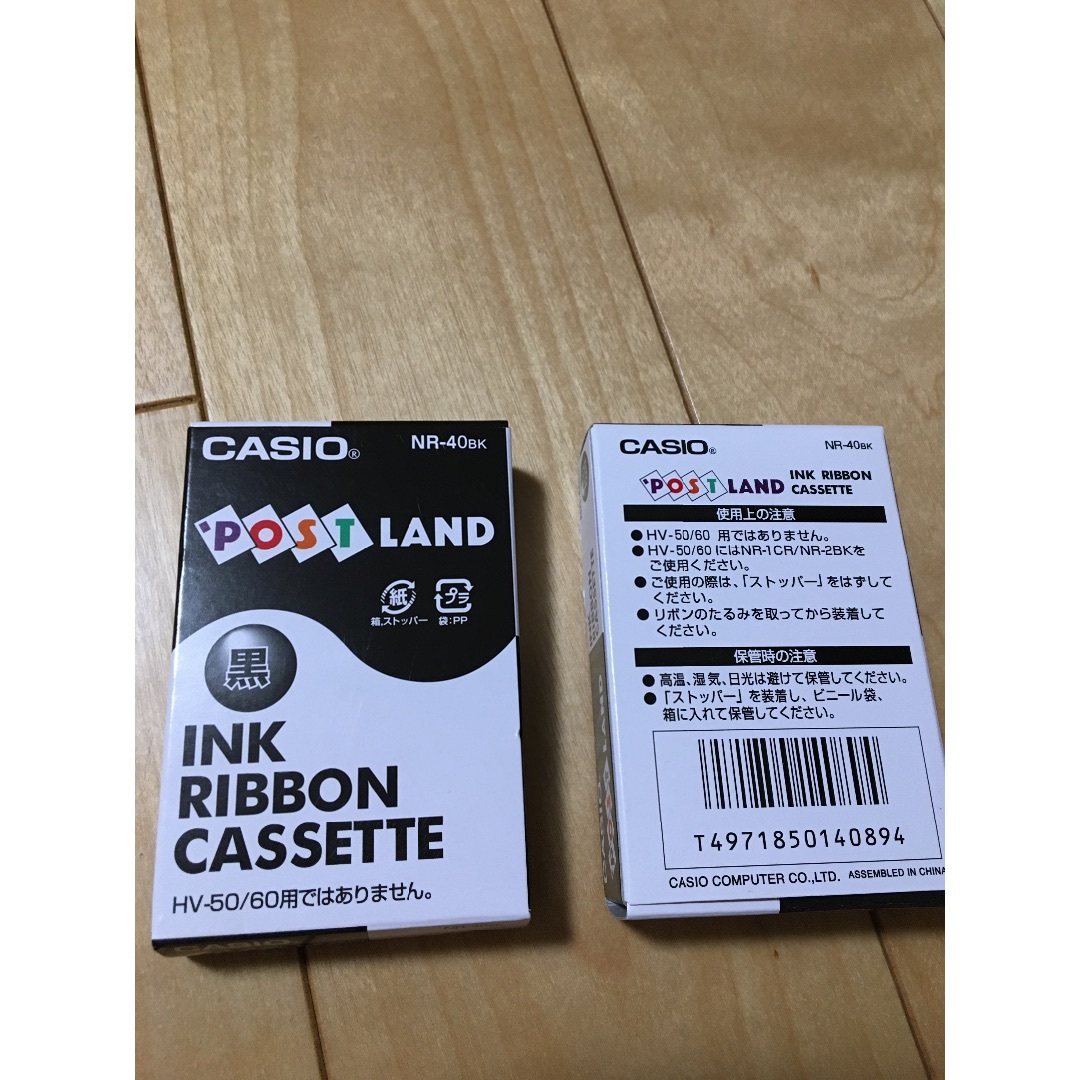 CASIO® NR-40BK
POST LAND
紙 プラ
箱,ストッパー 袋:PP
黒
INK
RIBBON
CASSETTE
HV-50/60用ではありません。
CASIO
CASIO® NR-40BK
POST LAND INK RIBBON
CASSETTE
使用上の注意
●HV-50/60 用ではありません。
●HV-50/60にはNR-1CR/NR-2BKを
ご使用ください。
●ご使用の際は、「ストッパー」をはずして
ください。
●リボンのたるみを取ってから装着して
ください。
保管時の注意
●高温、湿気、日光は避けて保管してください。
●「ストッパー」を装着し、ビニール袋、
箱に入れて保管してください。
T4971850140894
CASIO COMPUTER CO.,LTD. ASSEMBLED IN CHINA